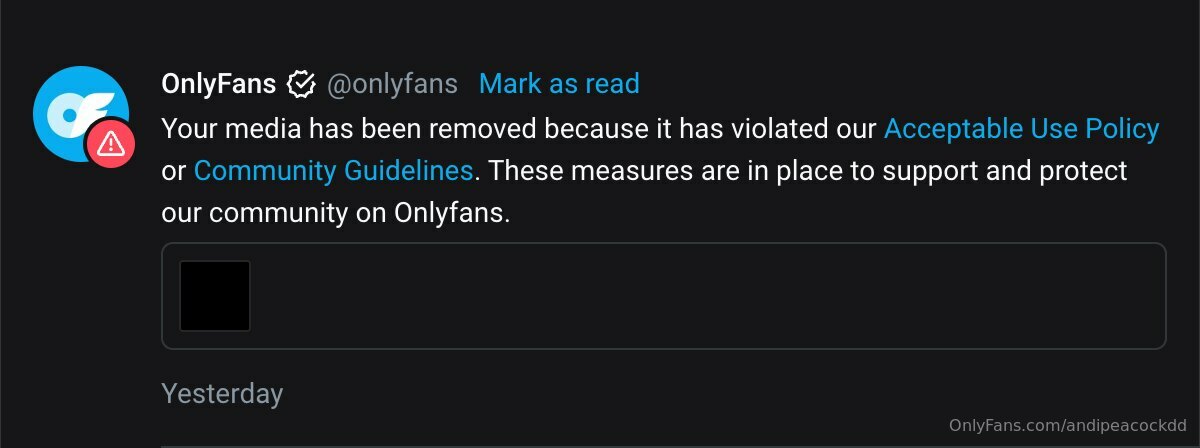 OnlyFans @onlyfans Mark as read
Your media has been removed because it has violated our Acceptable Use Policy
or Community Guidelines. These measures are in place to support and protect
our community on Onlyfans.
Yesterday
OnlyFans.com/andipeacockdd